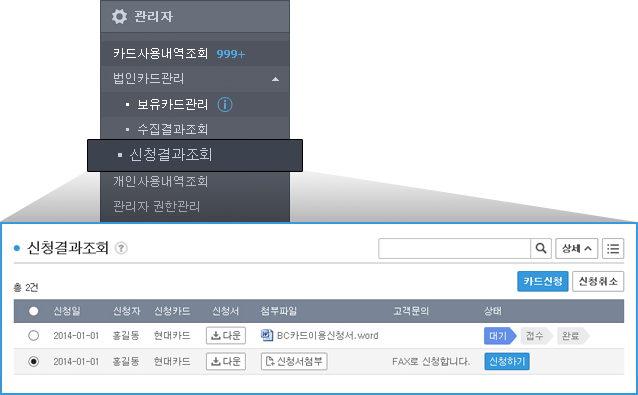 관리자
카드사용내역조회 999+
법인카드관리
• 보유카드관리
• 수집결과조회
• 신청결과조회
개인사용내역조회
관리자 권한관리
• 신청결과조회 ?
상세
총 2건
카드신청 신청취소
신청일 신청자 신청카드 신청서 첨부파일 고객문의 상태
2014-01-01 홍길동 현대카드 다운 BC카드이용신청서.word 대기 접수 완료
2014-01-01 홍길동 현대카드 다운 신청서첨부 FAX로 신청합니다. 신청하기